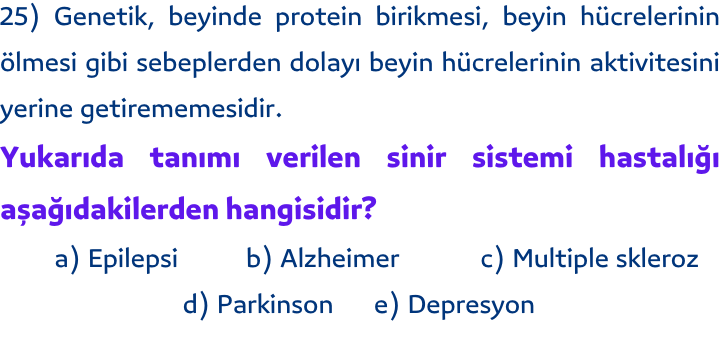 25) Genetik, beyinde protein birikmesi, beyin hücrelerinin
ölmesi gibi sebeplerden dolayı beyin hücrelerinin aktivitesini
yerine getirememesidir.
Yukarıda tanımı verilen sinir sistemi hastalığı
aşağıdakilerden hangisidir?
a) Epilepsi b) Alzheimer c) Multiple skleroz
d) Parkinson e) Depresyon